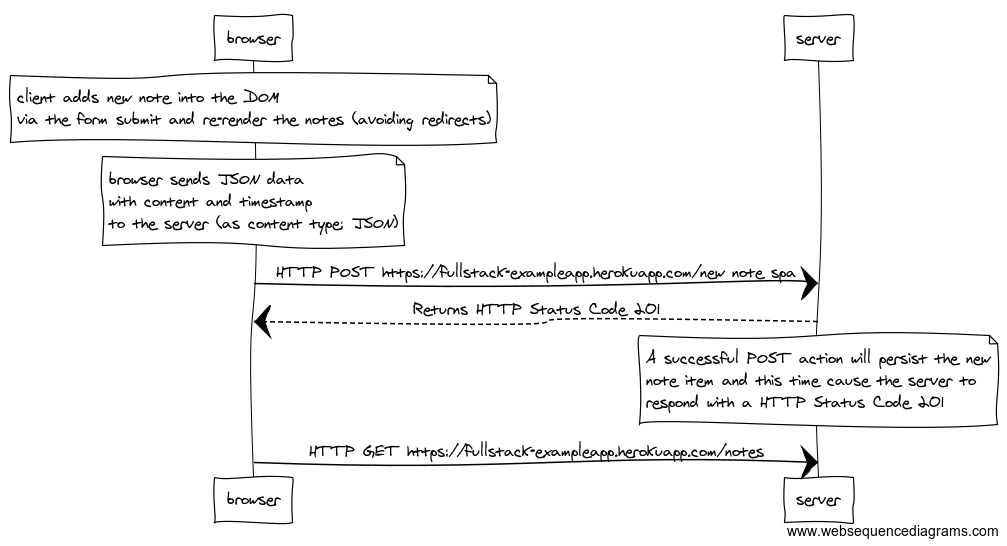 browser
server
client adds new note into the DOM
via the form submit and re-render the notes (avoiding redirects)
browser sends JSON data
with content and timestamp
to the server (as content type; JSON)
HTTP POST https://fullstack-exampleapp.herokuapp.com/new_note_spa
Returns HTTP Status Code 201
A successful POST action will persist the new
note item and this time cause the server to
respond with a HTTP Status Code 201
HTTP GET https://fullstack-exampleapp.herokuapp.com/notes
browser
server
www.websequencediagrams.com